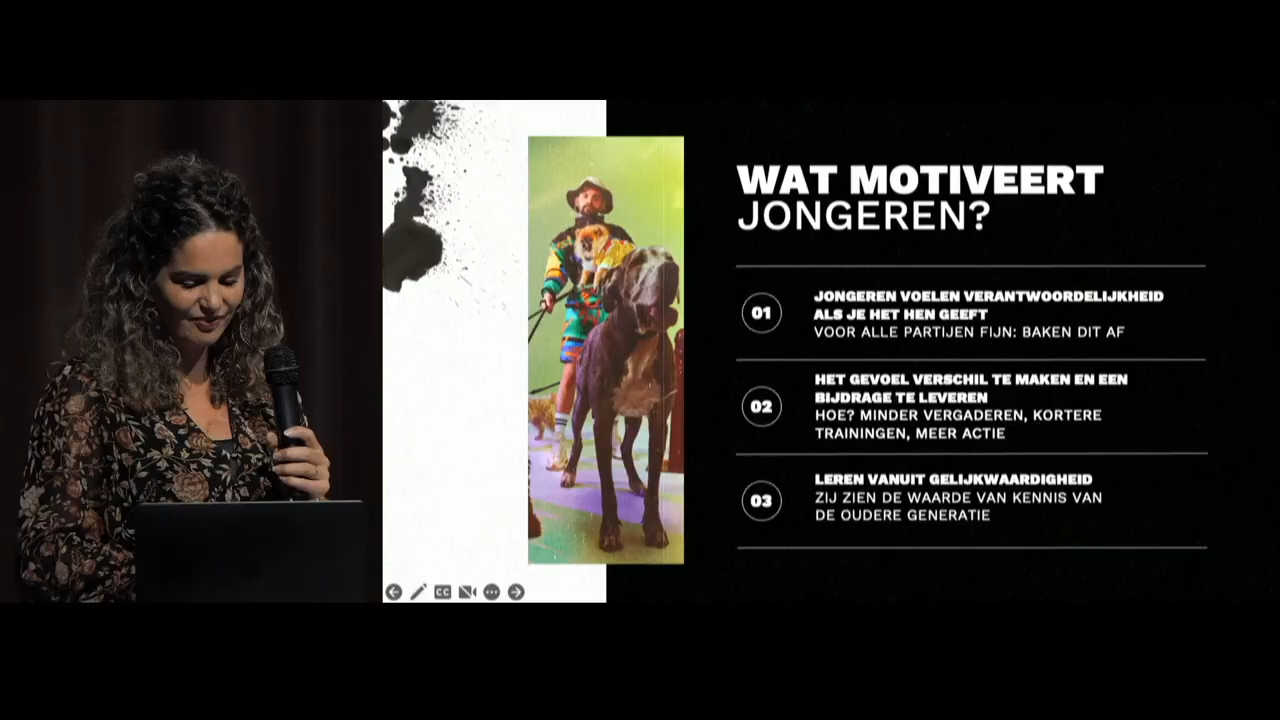 WAT MOTIVEERT
JONGEREN?
01
JONGEREN VOELEN VERANTWOORDELIJKHEID
ALS JE HET HEN GEEFT
VOOR ALLE PARTIJEN FIJN: BAKEN DIT AF
02
HET GEVOEL VERSCHIL TE MAKEN EN EEN
BIJDRAGE TE LEVEREN
HOE? MINDER VERGADEREN, KORTERE
TRAININGEN, MEER ACTIE
03
LEREN VANUIT GELIJKWAARDIGHEID
ZIJ ZIEN DE WAARDE VAN KENNIS VAN
DE OUDERE GENERATIE
CC